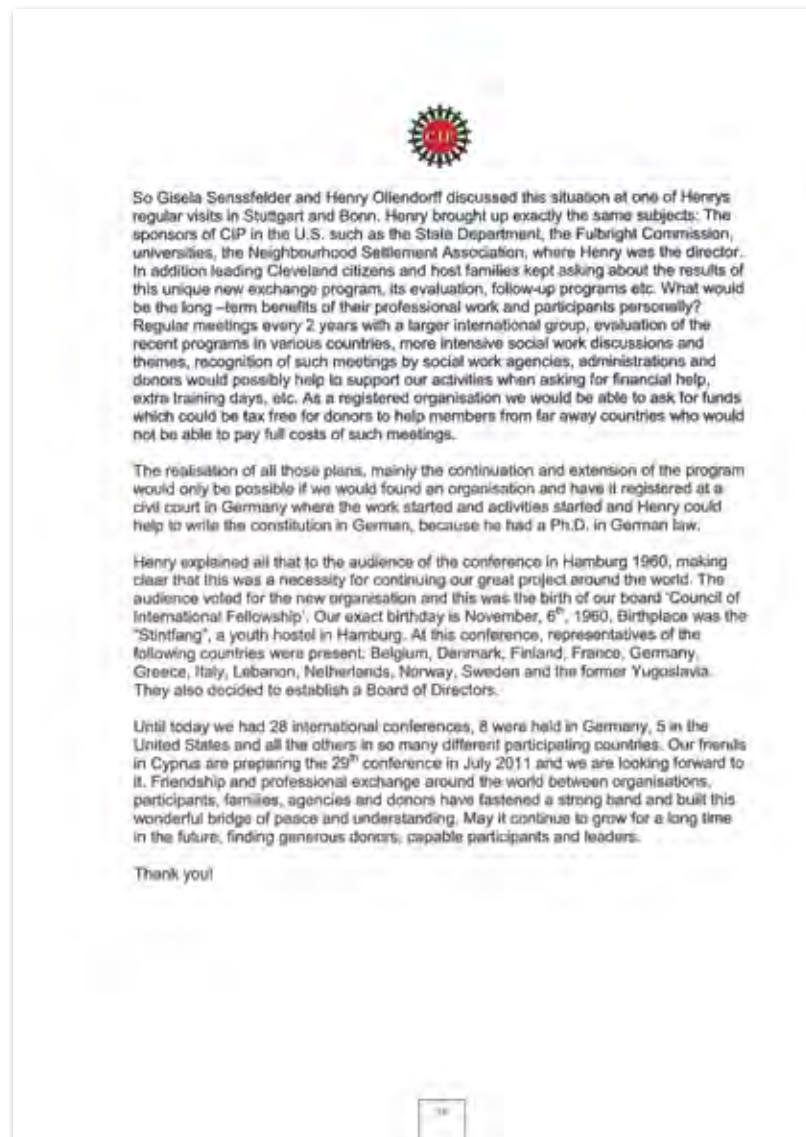 CIF
So Gisela Senssfelder and Henry Ollendorff discussed this situation at one of Henrys
regular visits in Stuttgart and Bonn. Henry brought up exactly the same subjects: The
sponsors of CIP in the U.S. such as the State Department, the Fulbright Commission,
universities, the Neighbourhood Settlement Association, where Henry was the director.
In addition leading Cleveland citizens and host families kept asking about the results of
this unique new exchange program, its evaluation, follow-up programs etc. What would
be the long –term benefits of their professional work and participants personally?
Regular meetings every 2 years with a larger international group, evaluation of the
recent programs in various countries, more intensive social work discussions and
themes, recognition of such meetings by social work agencies, administrations and
donors would possibly help to support our activities when asking for financial help,
extra training days, etc. As a registered organisation we would be able to ask for funds
which could be tax free for donors to help members from far away countries who would
not be able to pay full costs of such meetings.
The realisation of all those plans, mainly the continuation and extension of the program
would only be possible if we would found an organisation and have it registered at a
civil court in Germany where the work started and activities started and Henry could
help to write the constitution in German, because he had a Ph.D. in German law.
Henry explained all that to the audience of the conference in Hamburg 1960, making
clear that this was a necessity for continuing our great project around the world. The
audience voted for the new organisation and this was the birth of our board 'Council of
International Fellowship'. Our exact birthday is November, 6th, 1960. Birthplace was the
"Stintfang", a youth hostel in Hamburg. At this conference, representatives of the
following countries were present: Belgium, Denmark, Finland, France, Germany,
Greece, Italy, Lebanon, Netherlands, Norway, Sweden and the former Yugoslavia.
They also decided to establish a Board of Directors.
Until today we had 28 international conferences, 8 were held in Germany, 5 in the
United States and all the others in so many different participating countries. Our friends
in Cyprus are preparing the 29th conference in July 2011 and we are looking forward to
it. Friendship and professional exchange around the world between organisations,
participants, families, agencies and donors have fastened a strong band and built this
wonderful bridge of peace and understanding. May it continue to grow for a long time
in the future, finding generous donors, capable participants and leaders.
Thank you!